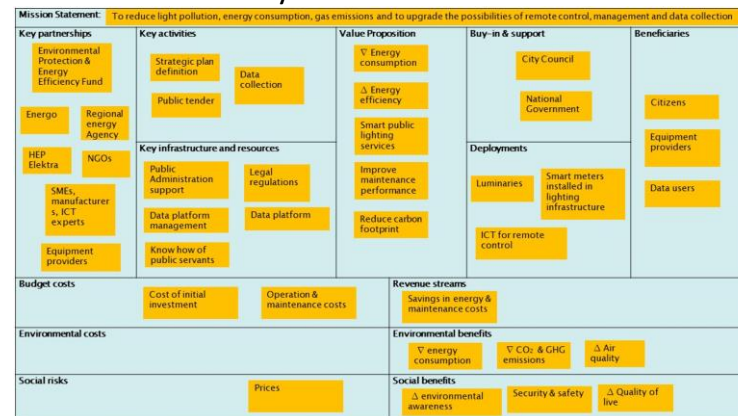 Mission Statement: To reduce light pollution, energy consumption, gas emissions and to upgrade the possibilities of remote control, management and data collection
Key partnerships
Environmental
Protection &
Energy
Efficiency Fund
Energo
Regional
energy
Agency
HEP
Elektra
NGOs
SMEs,
manufacturer
s, ICT
experts
Equipment
providers
Key activities
Strategic plan
definition
Data
collection
Public tender
Key infrastructure and resources
Public
Administration
support
Legal
regulations
Data platform
management
Data platform
Know how of
public servants
Value Proposition
∇ Energy
consumption
Δ Energy
efficiency
Smart public
lighting
services
Improve
maintenance
performance
Reduce carbon
footprint
Buy-in & support
City Council
National
Government
Deployments
Luminaries
Smart meters
installed in
lighting
infrastructure
ICT for remote
control
Beneficiaries
Citizens
Equipment
providers
Data users
Budget costs
Cost of initial
investment
Operation &
maintenance costs
Revenue streams
Savings in energy &
maintenance costs
Environmental costs
Environmental benefits
∇ energy
consumption
∇ CO₂ & GHG
emissions
Δ Air
quality
Social risks
Prices
Social benefits
Δ environmental
awareness
Security & safety
Δ Quality of
live